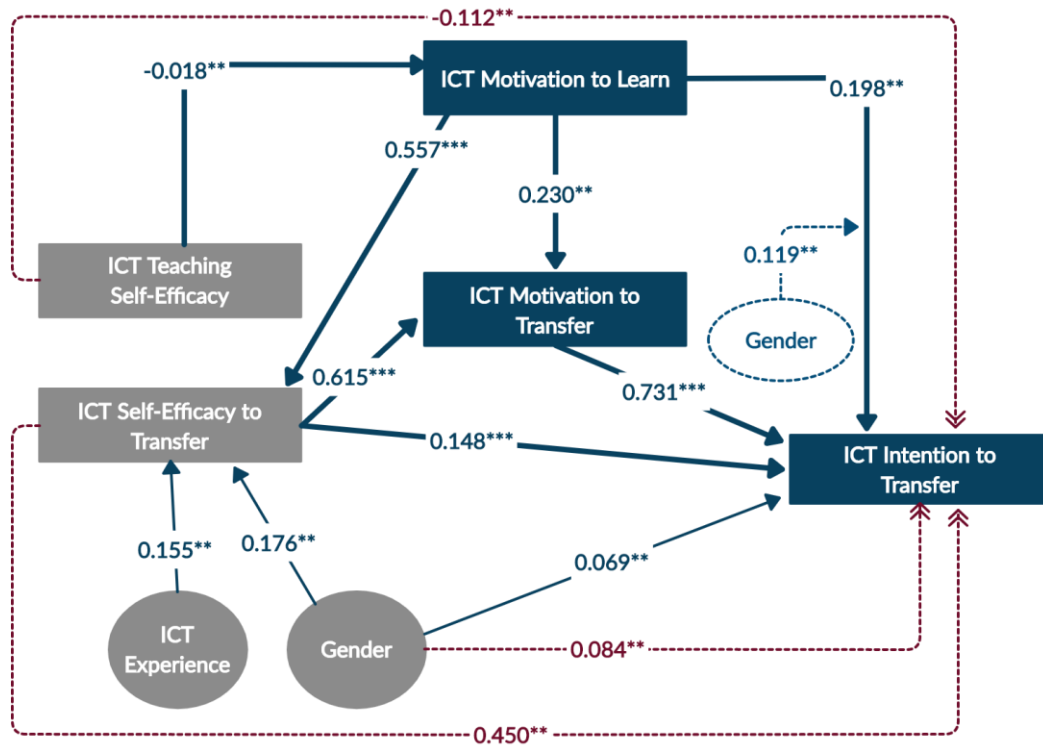 -0.112**
ICT Motivation to Learn
-0.018**
0.198**
0.557***
0.230**
0.119**
ICT Teaching
Self-Efficacy
ICT Motivation to
Transfer
Gender
0.615***
0.731***
ICT Self-Efficacy to
Transfer
0.148***
ICT Intention to
Transfer
0.155**
0.176**
0.069**
ICT
Experience
Gender
0.084**
0.450**